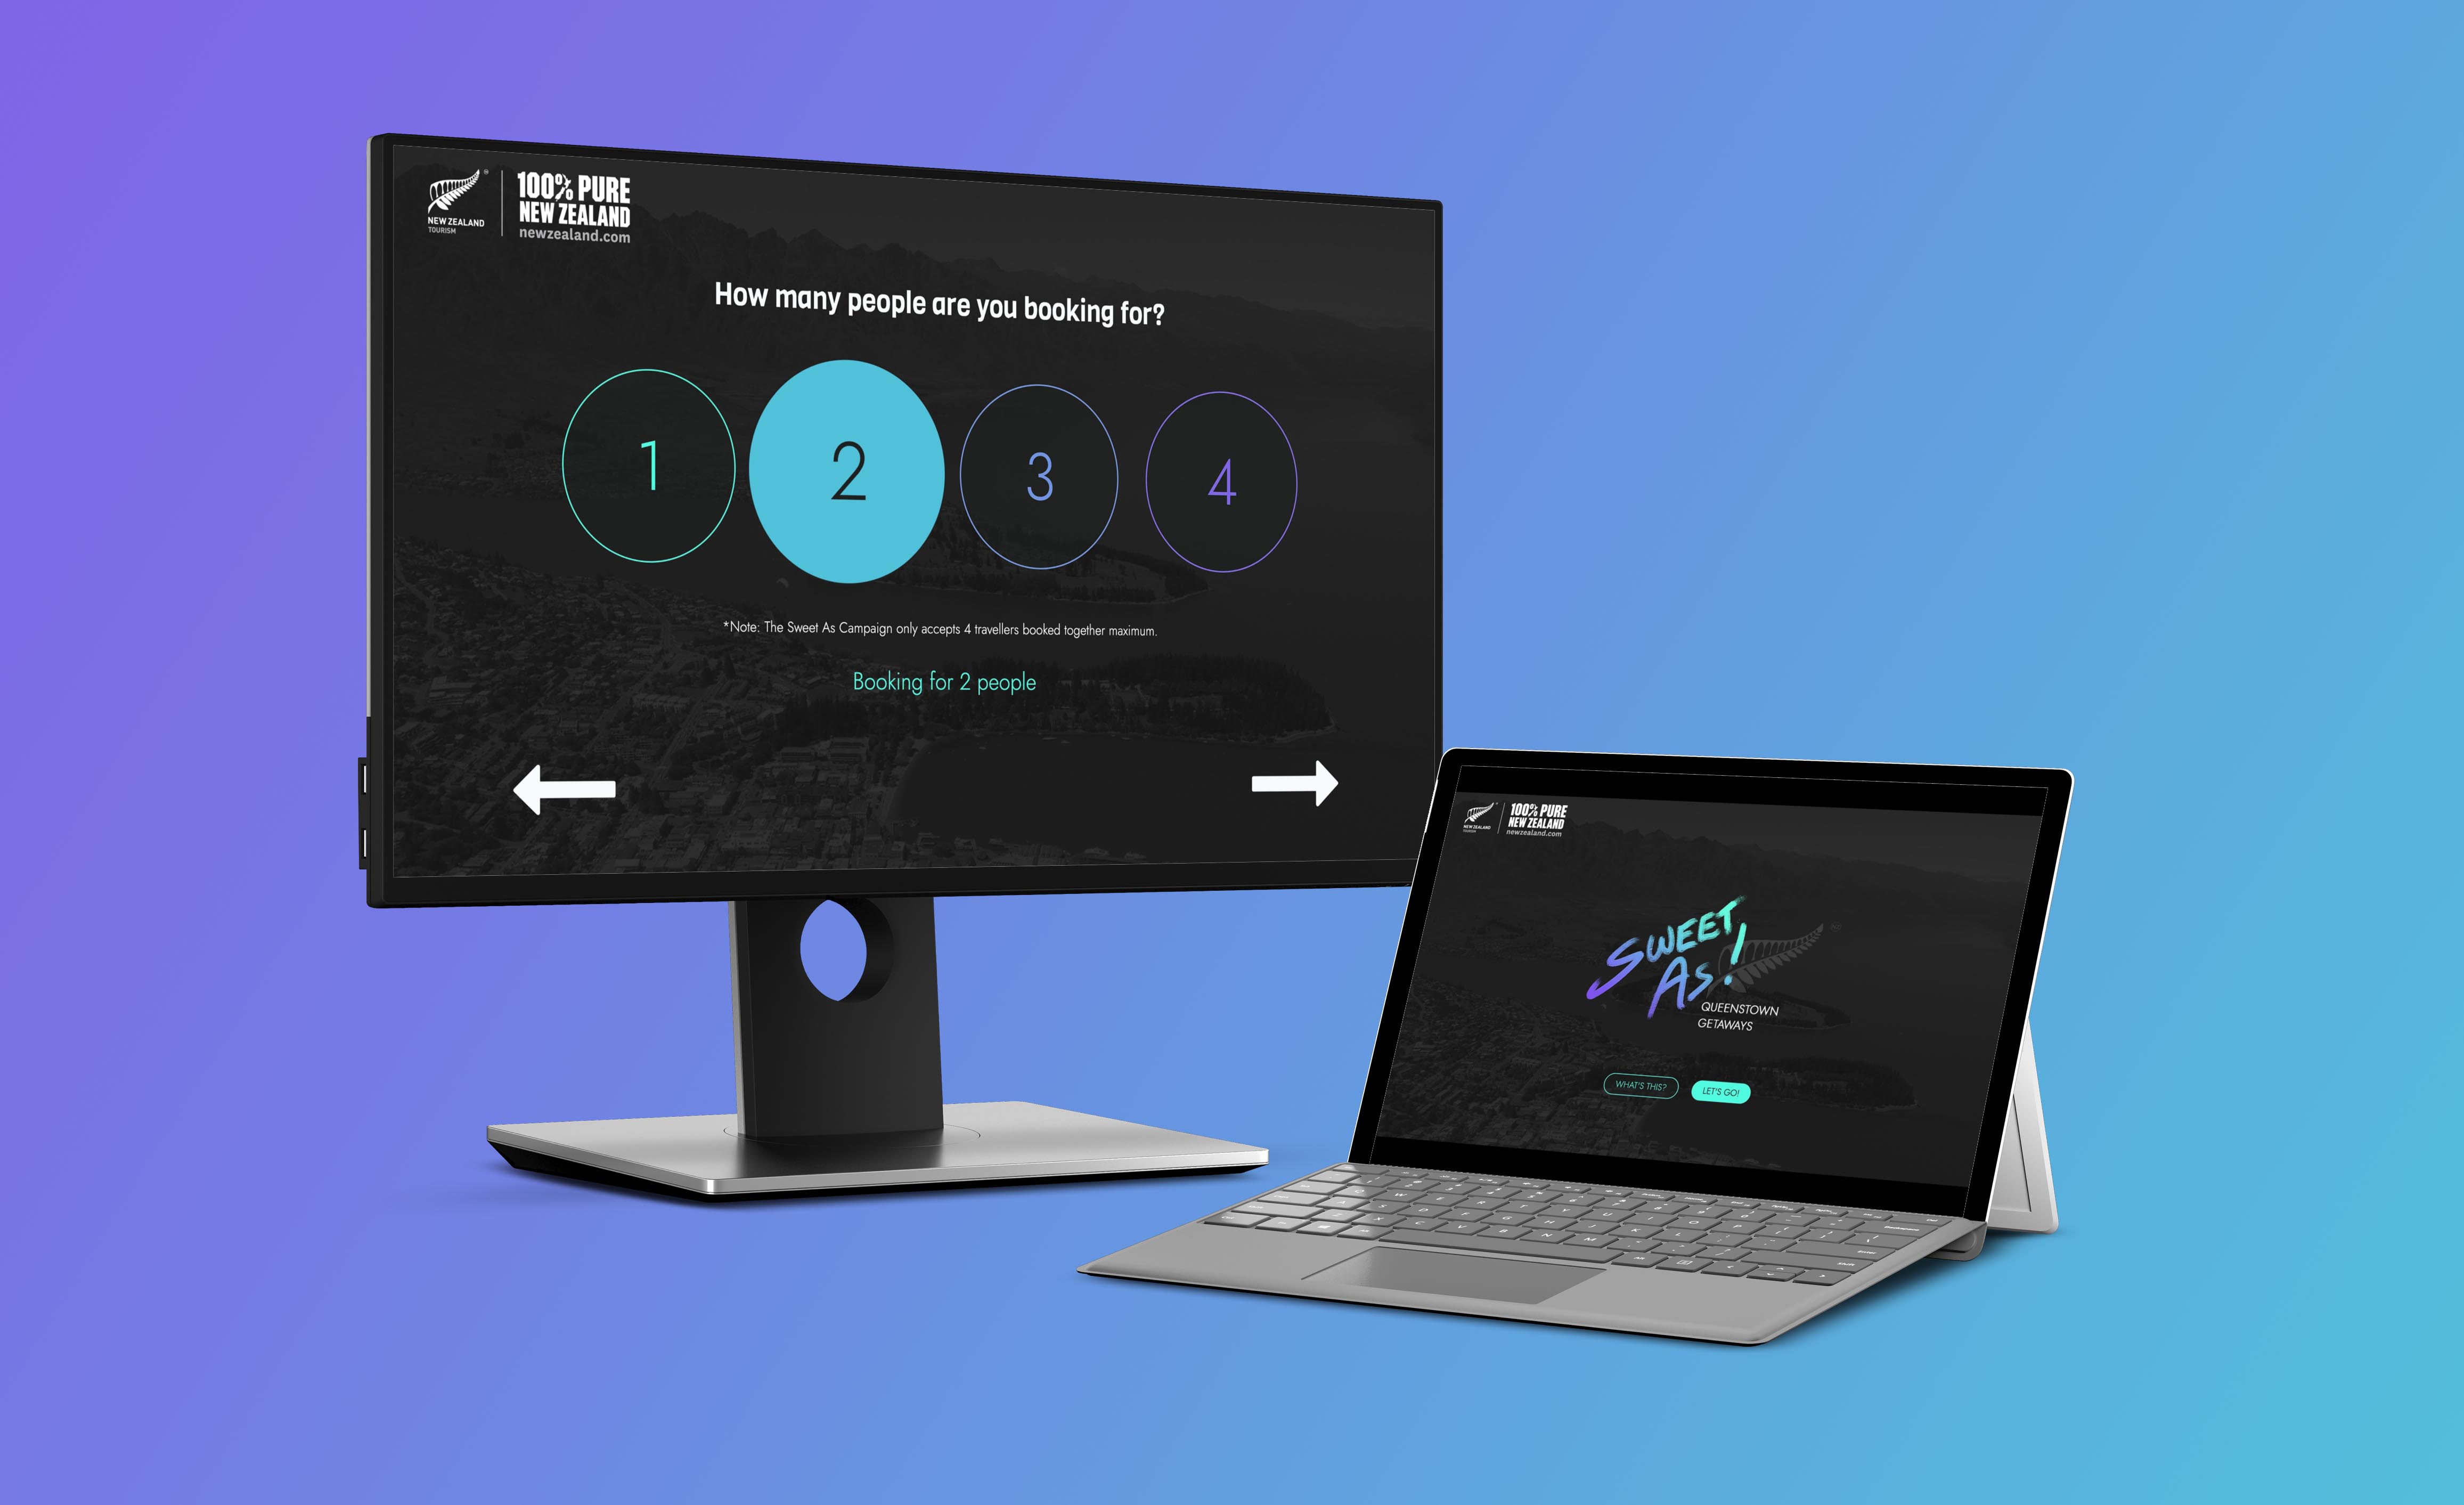 NEW ZEALAND
TOURISM
100% PURE
NEW ZEALAND
newzealand.com
How many people are you booking for?
1
2
3
4
*Note: The Sweet As Campaign only accepts 4 travellers booked together maximum.
Booking for 2 people
NEW ZEALAND
TOURISM
100% PURE
NEW ZEALAND
newzealand.com
SWEET
AS!
QUEENSTOWN
GETAWAYS
WHAT'S THIS?
LET'S GO!